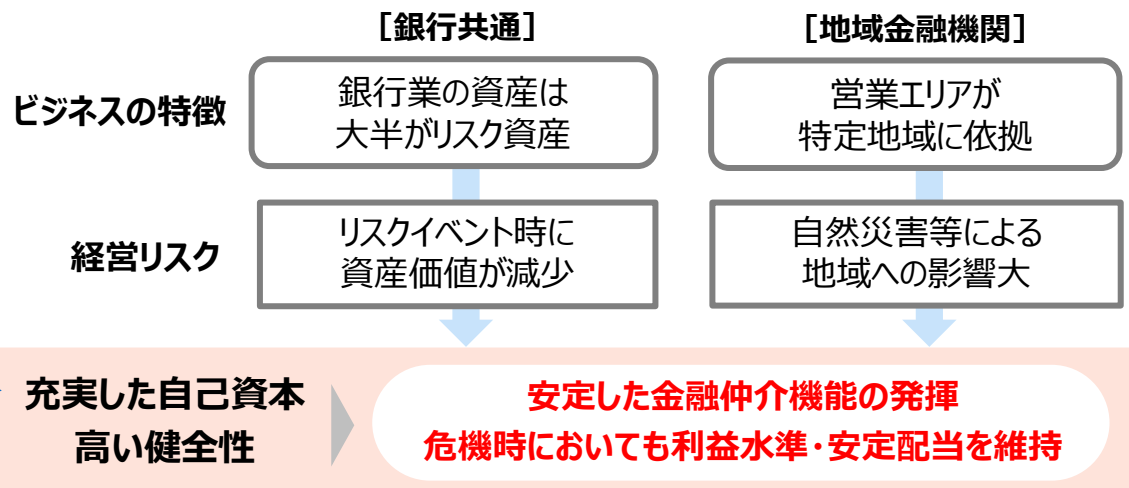 [銀行共通]
[地域金融機関]
ビジネスの特徴
銀行業の資産は
大半がリスク資産
営業エリアが
特定地域に依拠
経営リスク
リスクイベント時に
資産価値が減少
自然災害等による
地域への影響大
充実した自己資本
高い健全性
安定した金融仲介機能の発揮
危機時においても利益水準・安定配当を維持